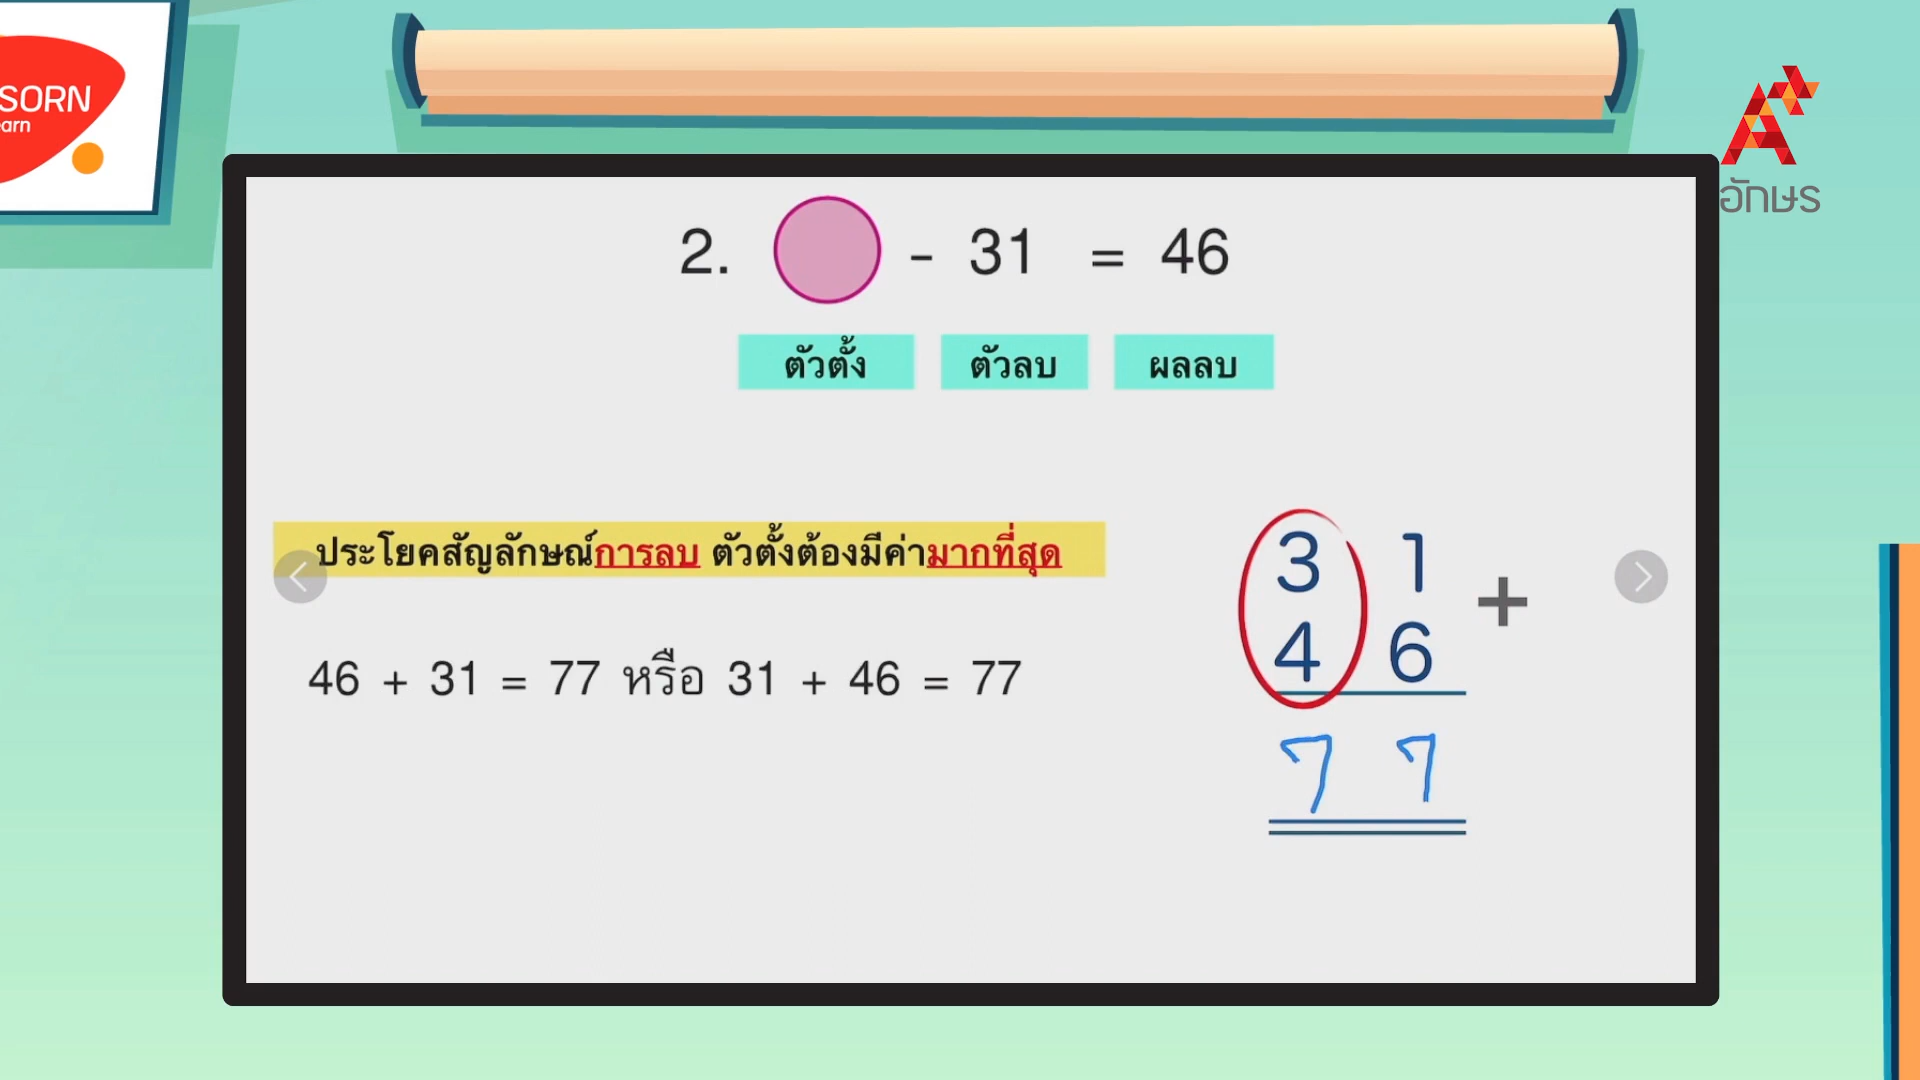 SORN
earn
อักษร
2. - 31 = 46
ตัวตั้ง ตัวลบ ผลลบ
ประโยคสัญลักษณ์การลบ ตัวตั้งต้องมีค่ามากที่สุด
46 + 31 = 77 หรือ 31 + 46 = 77
3 1
+
4 6
7 7